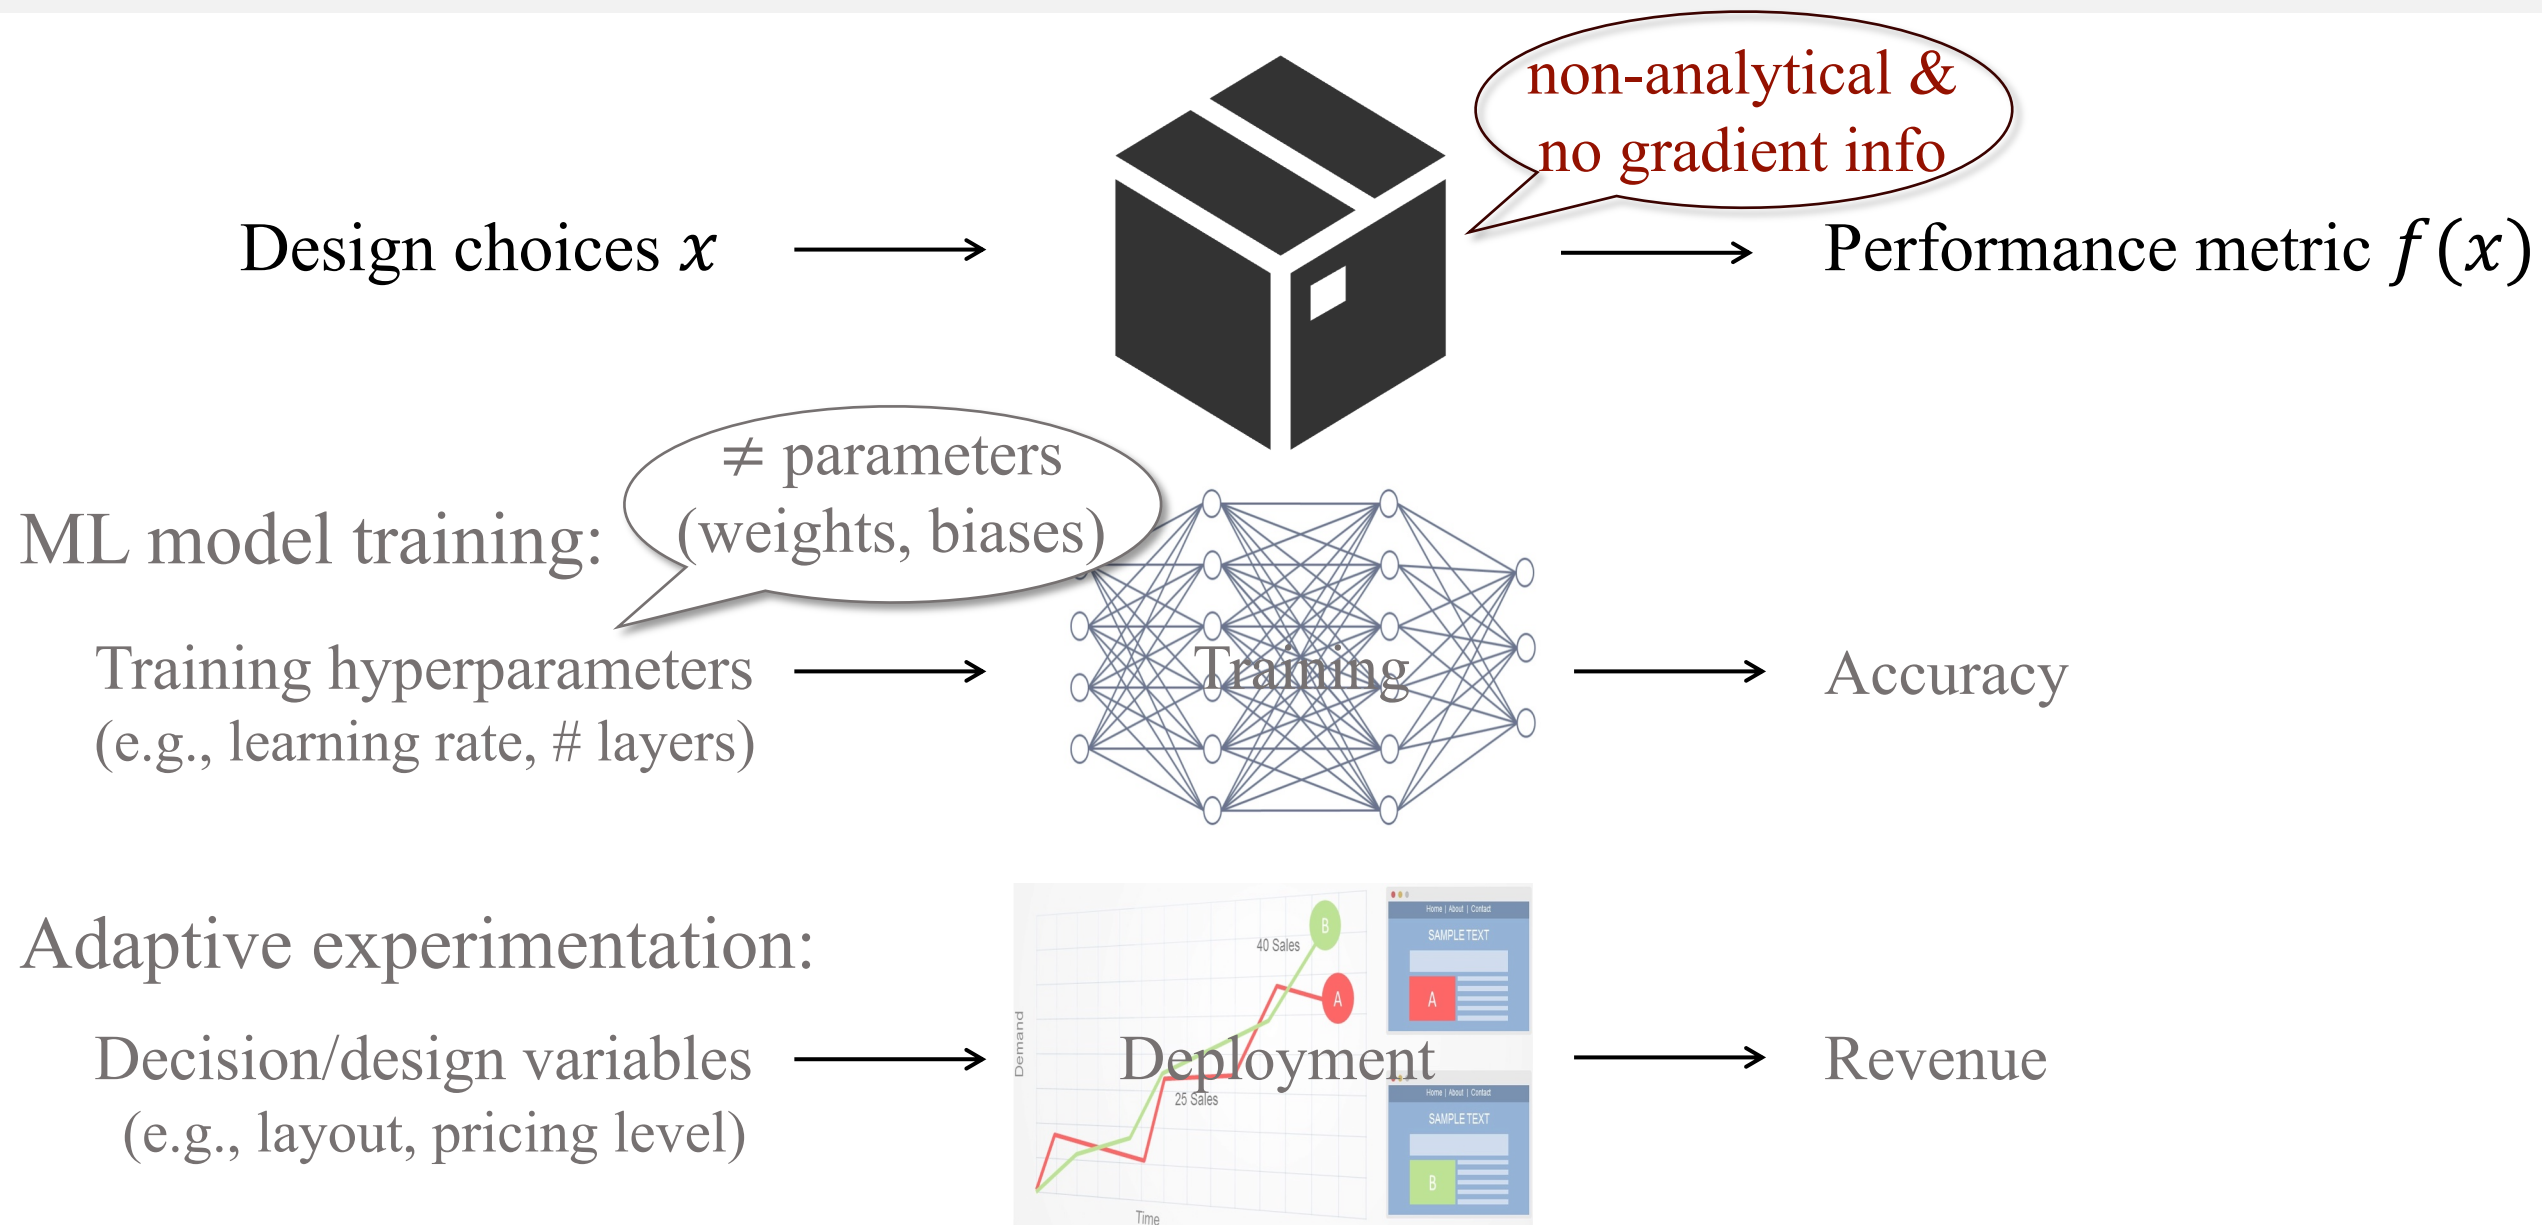 non-analytical &
no gradient info
Design choices x
Performance metric f(x)
≠ parameters
(weights, biases)
ML model training:
Training hyperparameters
(e.g., learning rate, # layers)
Training
Accuracy
Adaptive experimentation:
Decision/design variables
(e.g., layout, pricing level)
Demand
40 Sales
B
A
Deployment
25 Sales
Time
Home | About | Contact
SAMPLE TEXT
A
Home | About | Contact
SAMPLE TEXT
B
Revenue